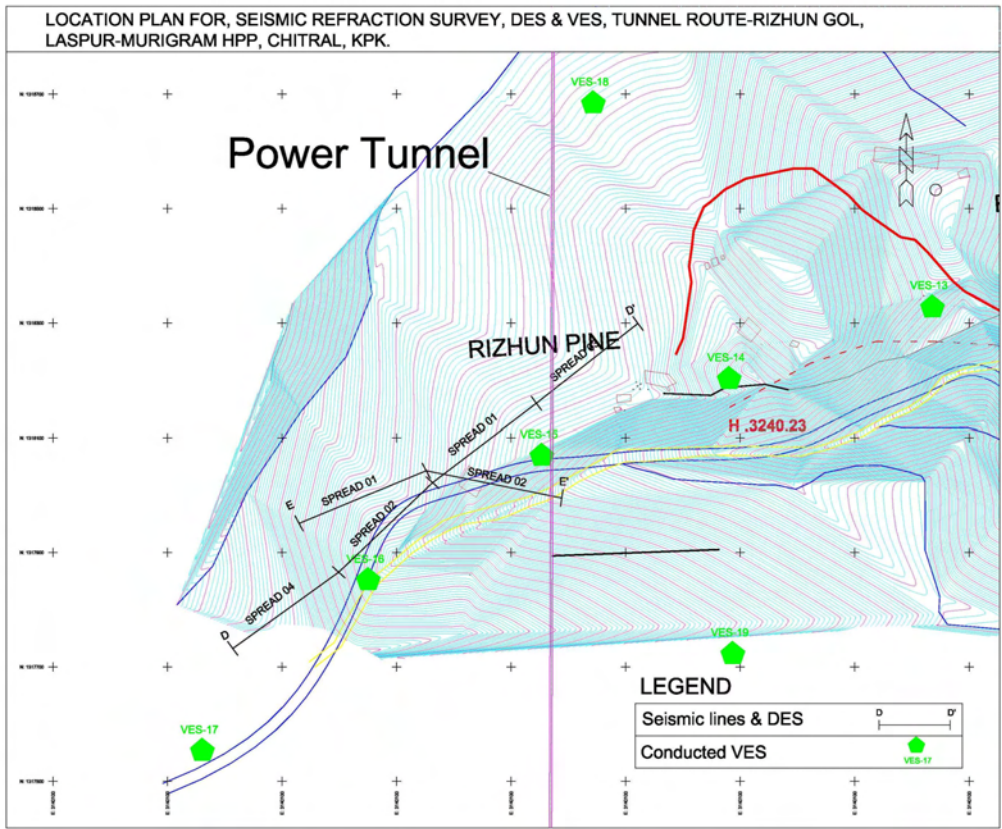 LOCATION PLAN FOR, SEISMIC REFRACTION SURVEY, DES & VES, TUNNEL ROUTE-RIZHUN GOL,
LASPUR-MURIGRAM HPP, CHITRAL, KPK.
VES-18
Power Tunnel
N
VES-13
D'
RIZHUN PINE
SPREAD
VES-14
H .3240.23
SPREAD 01
VES-15
E
SPREAD 01
SPREAD 02
E'
SPREAD 02
VES-16
SPREAD 04
D
VES-19
VES-17
LEGEND
Seismic lines & DES
D
D'
Conducted VES
VES-17